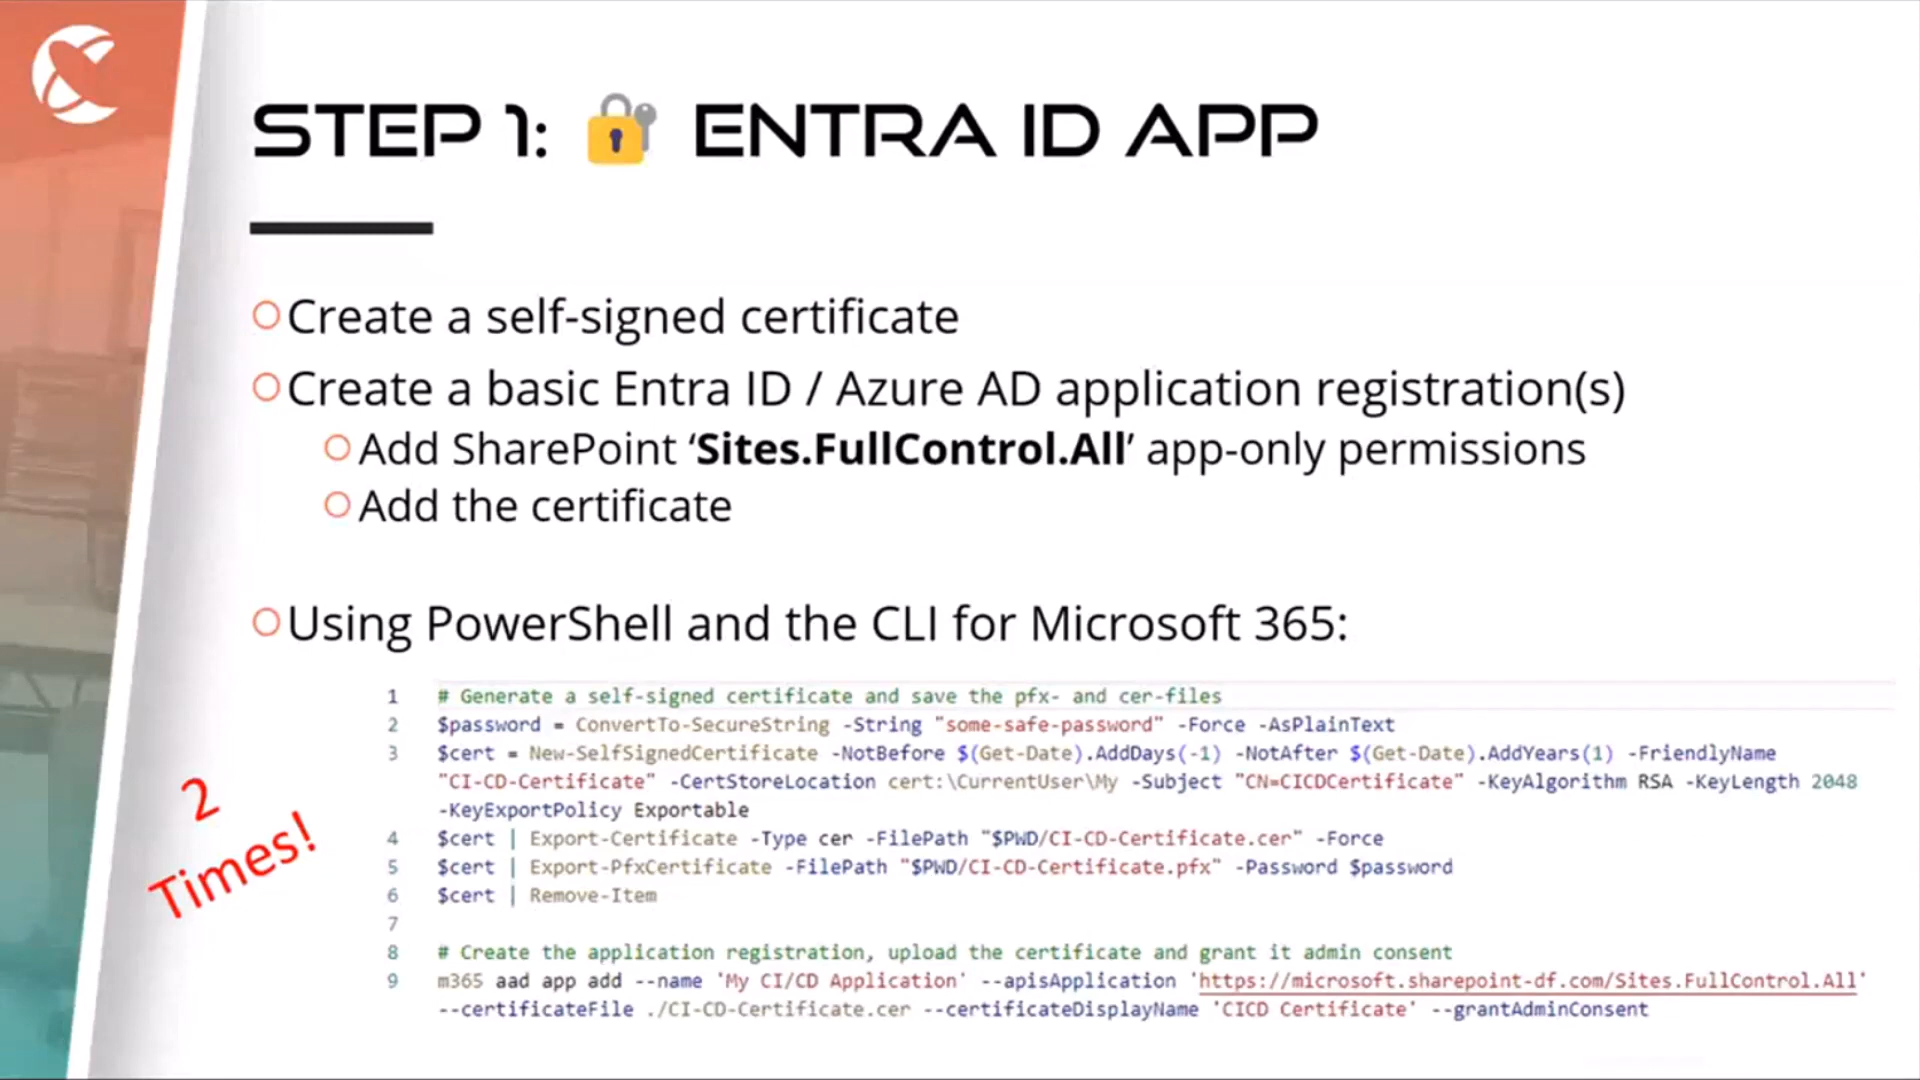 STEP 1: 🔐 ENTRA ID APP
Create a self-signed certificate
Create a basic Entra ID / Azure AD application registration(s)
Add SharePoint ‘Sites.FullControl.All’ app-only permissions
Add the certificate
Using PowerShell and the CLI for Microsoft 365:
2
Times!
1 # Generate a self-signed certificate and save the pfx- and cer-files
2 $password = ConvertTo-SecureString -String "some-safe-password" -Force -AsPlainText
3 $cert = New-SelfSignedCertificate -NotBefore $(Get-Date).AddDays(-1) -NotAfter $(Get-Date).AddYears(1) -FriendlyName
"CI-CD-Certificate" -CertStoreLocation cert:\CurrentUser\My -Subject "CN=CICDCertificate" -KeyAlgorithm RSA -KeyLength 2048
-KeyExportPolicy Exportable
4 $cert | Export-Certificate -Type cer -FilePath "$PWD/CI-CD-Certificate.cer" -Force
5 $cert | Export-PfxCertificate -FilePath "$PWD/CI-CD-Certificate.pfx" -Password $password
6 $cert | Remove-Item
7
8 # Create the application registration, upload the certificate and grant it admin consent
9 m365 aad app add --name 'My CI/CD Application' --apisApplication 'https://microsoft.sharepoint-df.com/Sites.FullControl.All'
--certificateFile ./CI-CD-Certificate.cer --certificateDisplayName 'CICD Certificate' --grantAdminConsent